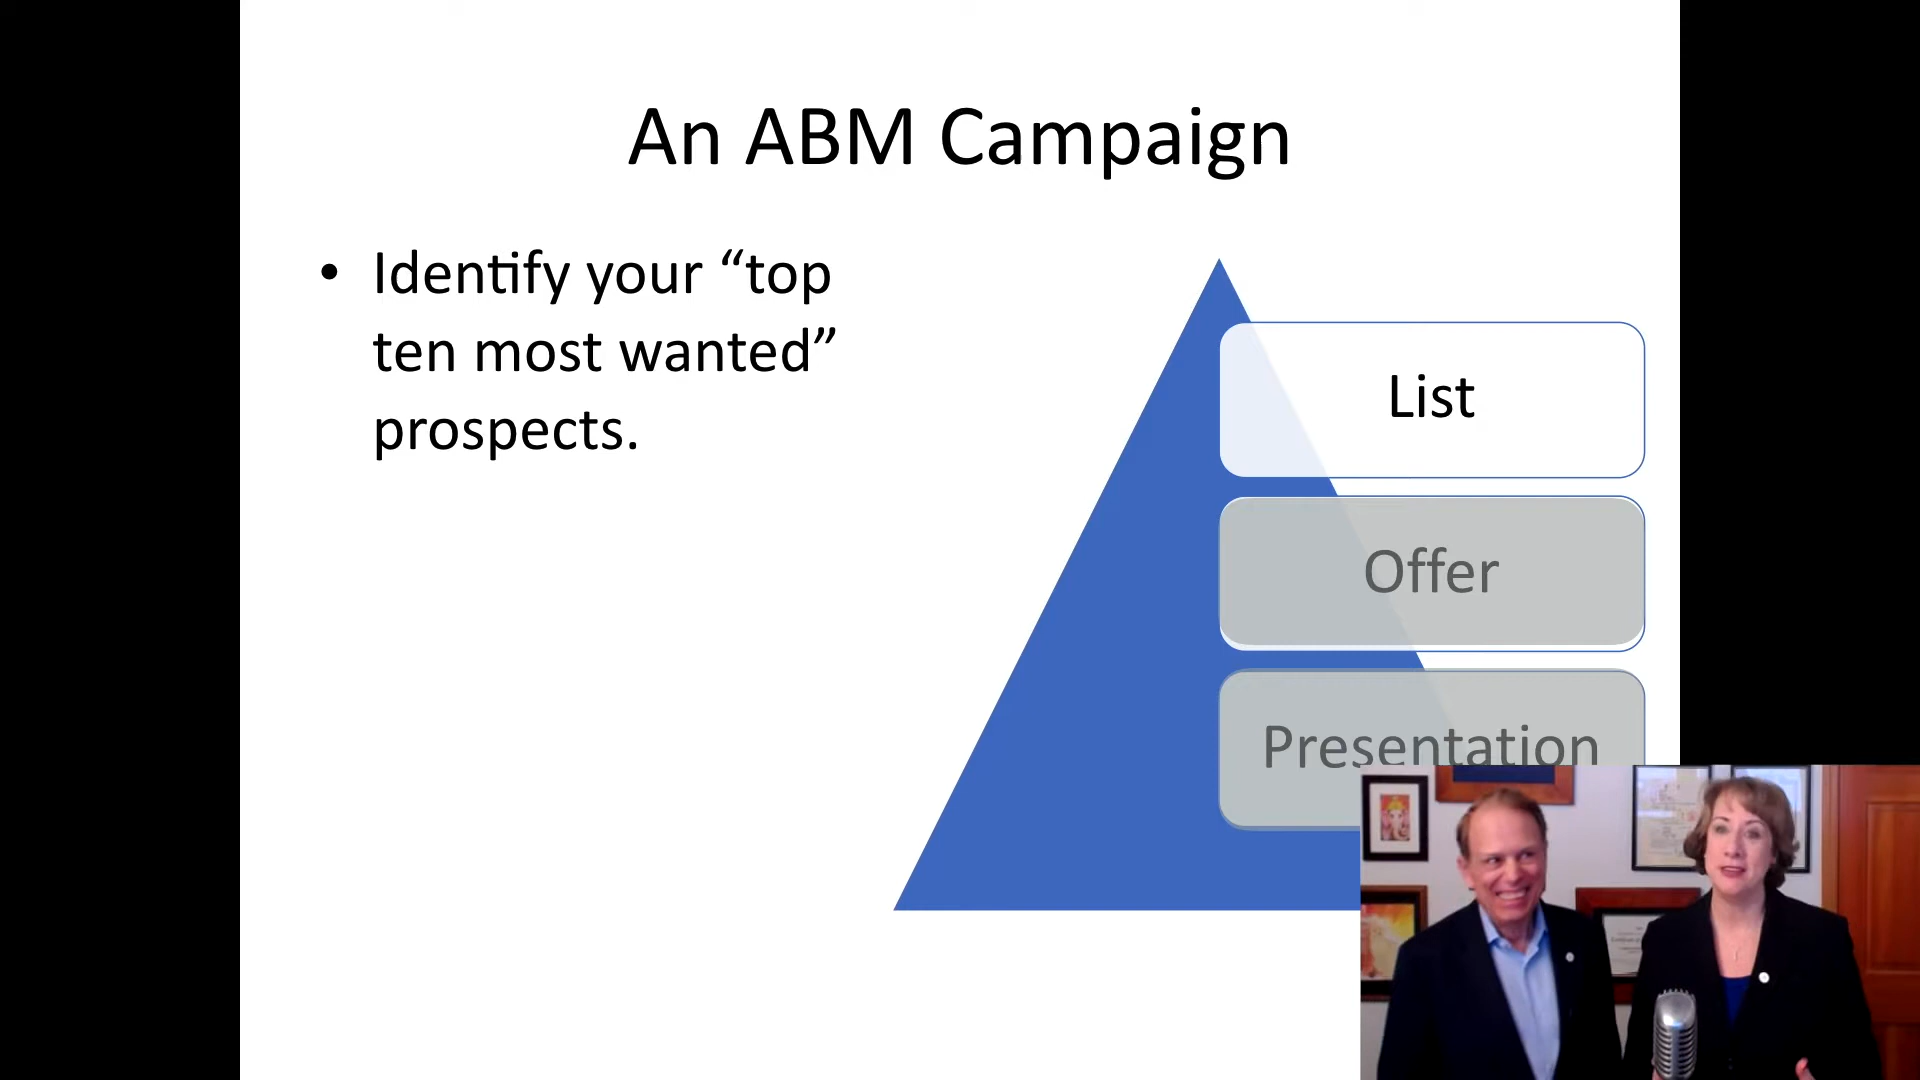 An ABM Campaign
• Identify your “top
ten most wanted”
prospects.
List
Offer
Presentation